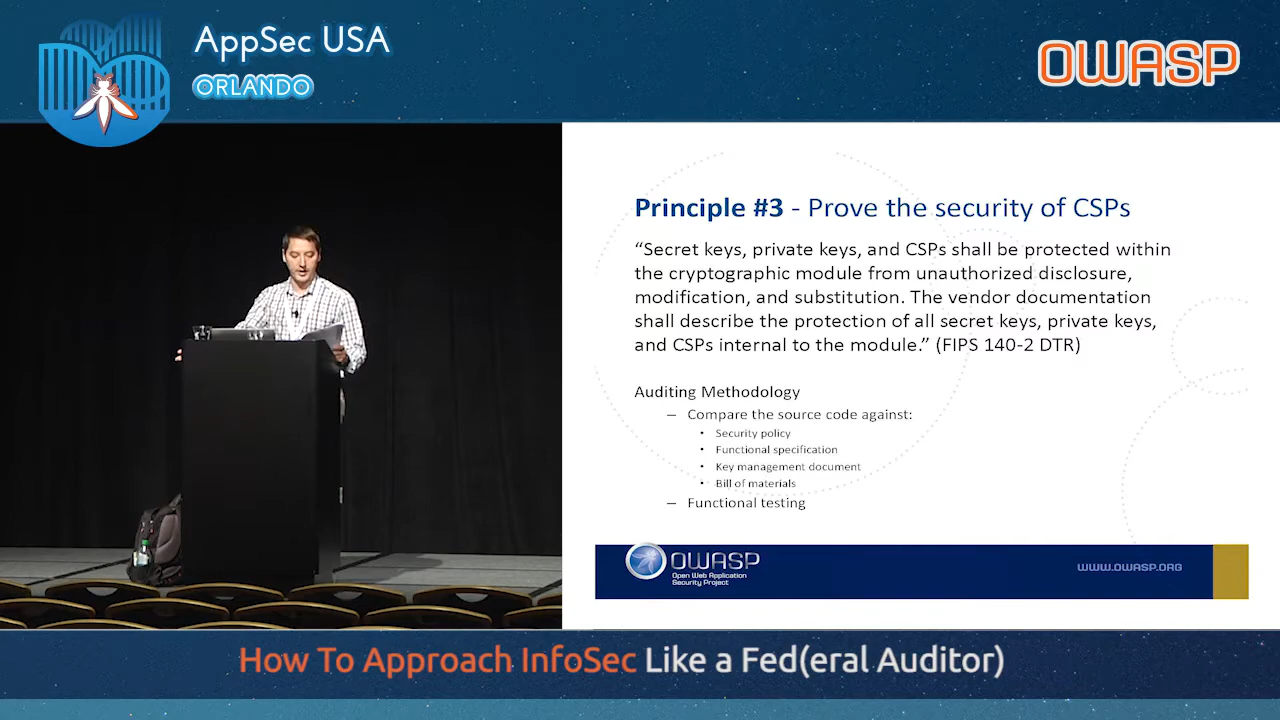 AppSec USA
ORLANDO
OWASP
Principle #3 - Prove the security of CSPs
“Secret keys, private keys, and CSPs shall be protected within
the cryptographic module from unauthorized disclosure,
modification, and substitution. The vendor documentation
shall describe the protection of all secret keys, private keys,
and CSPs internal to the module.” (FIPS 140-2 DTR)
Auditing Methodology
– Compare the source code against:
• Security policy
• Functional specification
• Key management document
• Bill of materials
– Functional testing
OWASP
Open Web Application
Security Project
WWW.OWASP.ORG
How To Approach InfoSec Like a Fed(eral Auditor)